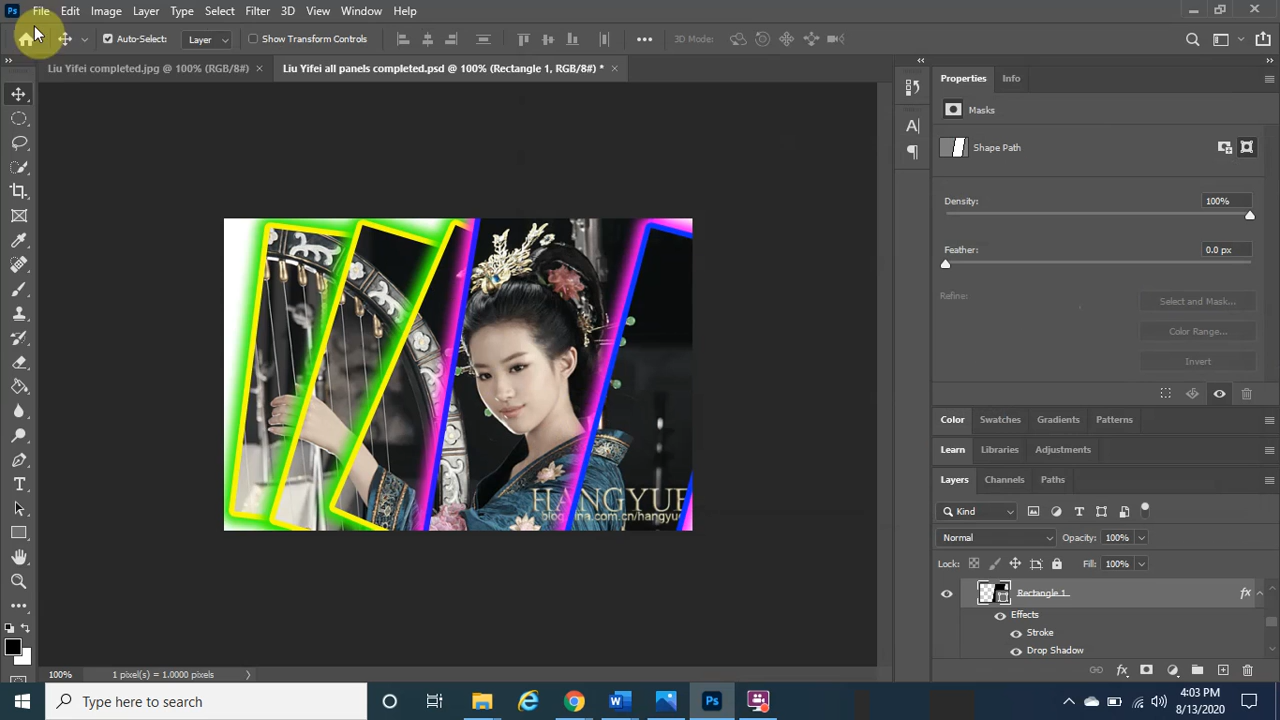 Ps File Edit Image Layer Type Select Filter 3D View Window Help
Auto-Select: Layer Show Transform Controls 3D Mode:
Liu Yifei completed.jpg @ 100% (RGB/8#) Liu Yifei all panels completed.psd @ 100% (Rectangle 1, RGB/8#) *
Properties Info
Masks
Shape Path
Density: 100%
Feather: 0.0 px
Refine: Select and Mask...
Color Range...
Invert
Color Swatches Gradients Patterns
Learn Libraries Adjustments
Layers Channels Paths
Kind
Normal Opacity: 100%
Lock: Fill: 100%
Rectangle 1 fx
Effects
Stroke
Drop Shadow
HANGYUE
100% 1 pixel(s) = 1.0000 pixels
Type here to search
4:03 PM
8/13/2020